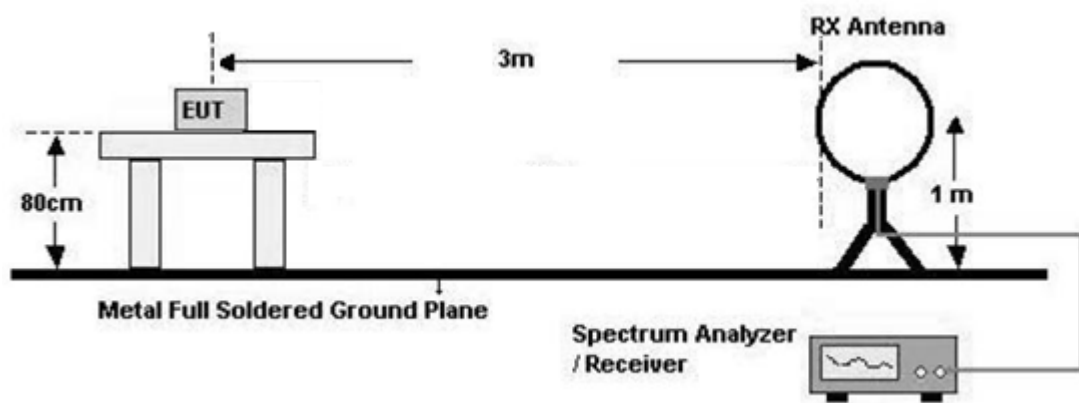 RX Antenna
3m
EUT
80cm
1 m
Metal Full Soldered Ground Plane
Spectrum Analyzer
/ Receiver